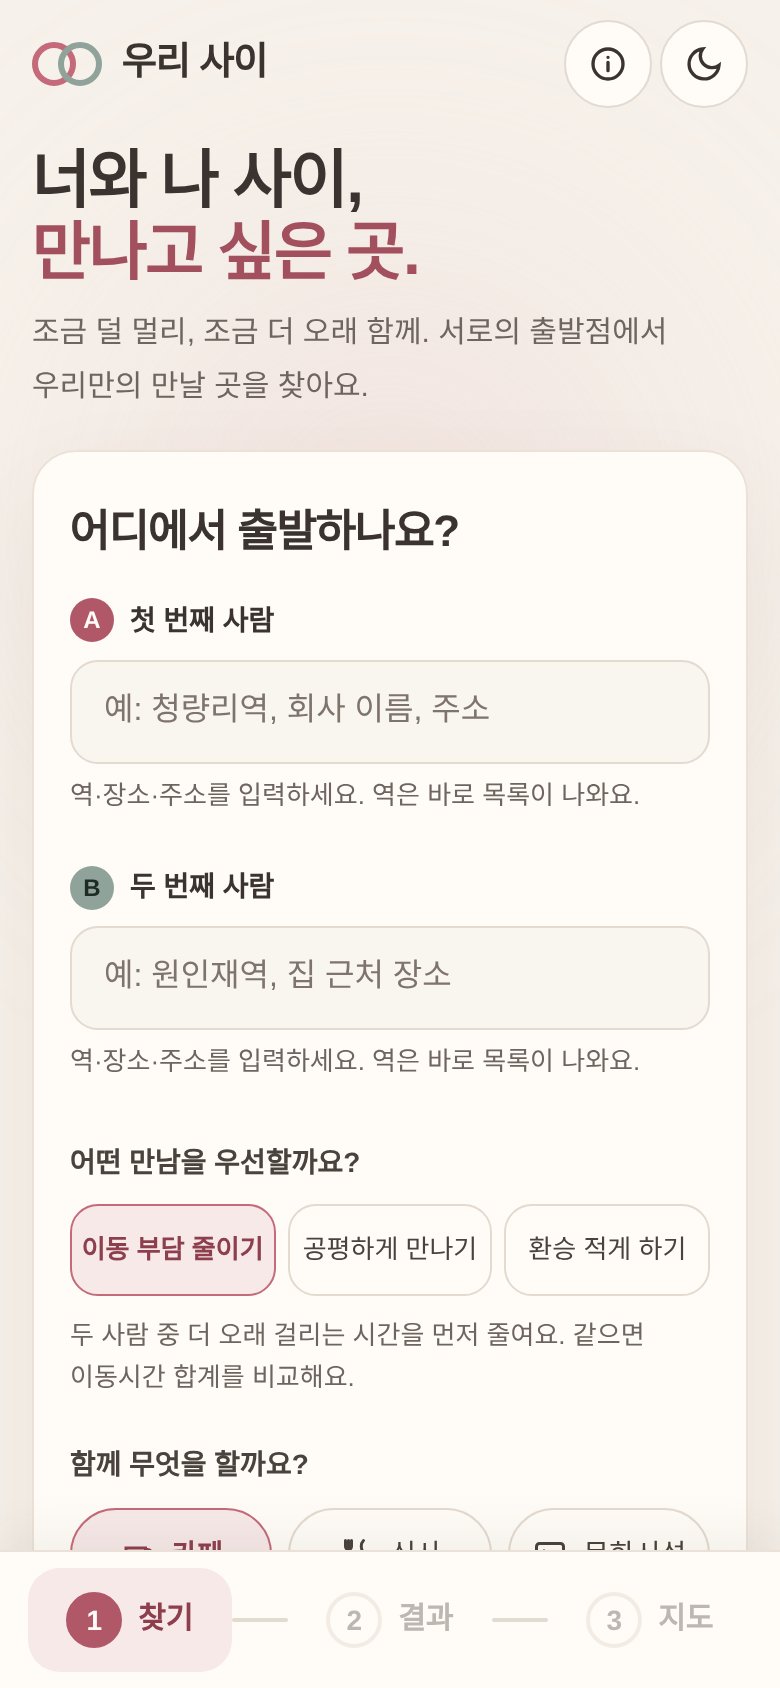 우리 사이
너와 나 사이,
만나고 싶은 곳.
조금 덜 멀리, 조금 더 오래 함께. 서로의 출발점에서
우리만의 만날 곳을 찾아요.
어디에서 출발하나요?
A 첫 번째 사람
예: 청량리역, 회사 이름, 주소
역·장소·주소를 입력하세요. 역은 바로 목록이 나와요.
B 두 번째 사람
예: 원인재역, 집 근처 장소
역·장소·주소를 입력하세요. 역은 바로 목록이 나와요.
어떤 만남을 우선할까요?
이동 부담 줄이기 공평하게 만나기 환승 적게 하기
두 사람 중 더 오래 걸리는 시간을 먼저 줄여요. 같으면
이동시간 합계를 비교해요.
함께 무엇을 할까요?
1 찾기 2 결과 3 지도